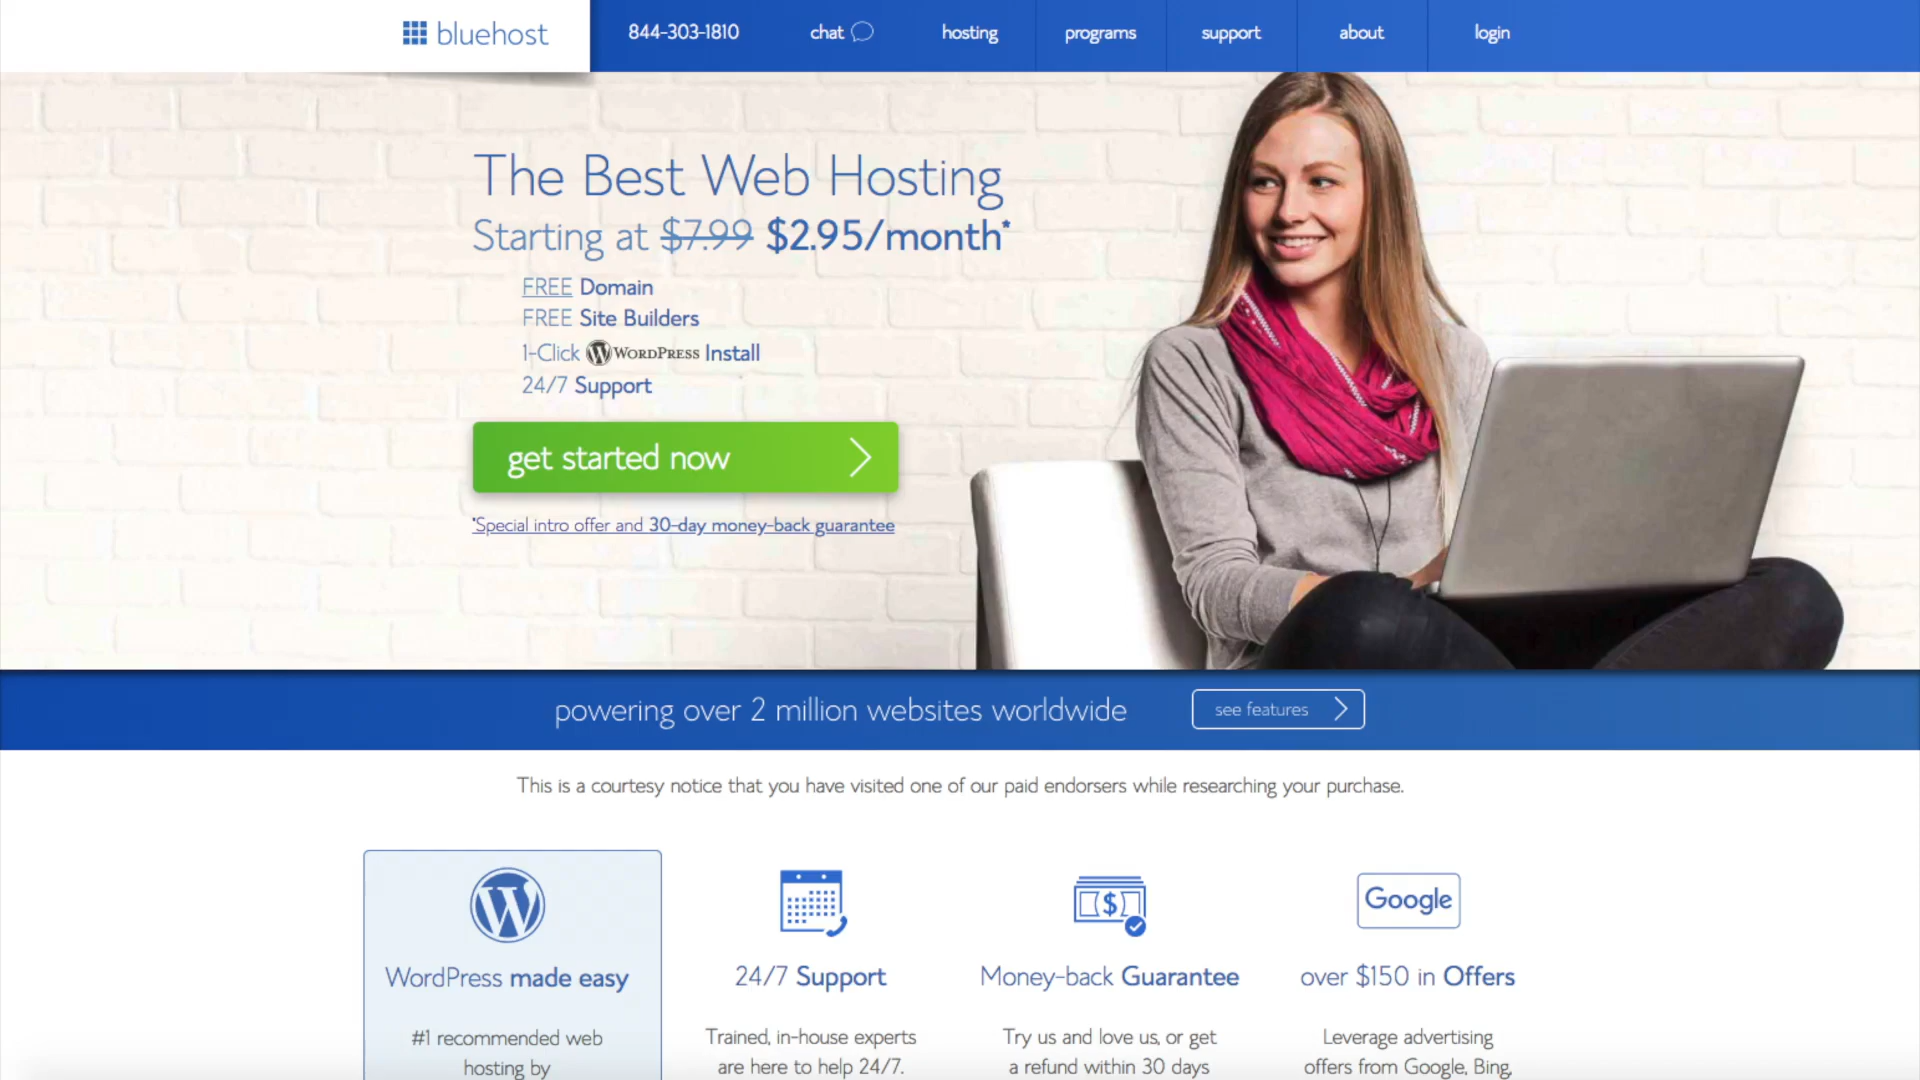 bluehost
844-303-1810
chat
hosting
programs
support
about
login
The Best Web Hosting
Starting at $7.99 $2.95/month*
FREE Domain
FREE Site Builders
1-Click WORDPRESS Install
24/7 Support
get started now
*Special intro offer and 30-day money-back guarantee
powering over 2 million websites worldwide
see features
This is a courtesy notice that you have visited one of our paid endorsers while researching your purchase.
WordPress made easy
#1 recommended web
hosting by
24/7 Support
Trained, in-house experts
are here to help 24/7.
$
Money-back Guarantee
Try us and love us, or get
a refund within 30 days
Google
over $150 in Offers
Leverage advertising
offers from Google, Bing,